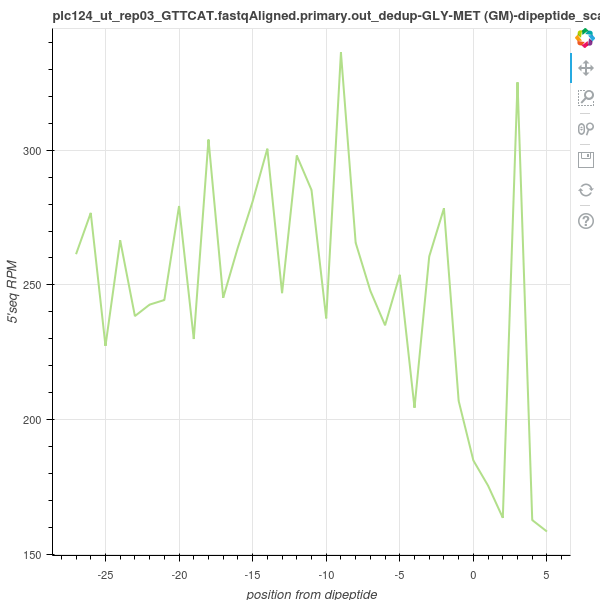 plc124_ut_rep03_GTTCAT.fastqAligned.primary.out_dedup-GLY-MET (GM)-dipeptide_sca
300
250
200
150
5'seq RPM
-25 -20 -15 -10 -5 0 5
position from dipeptide